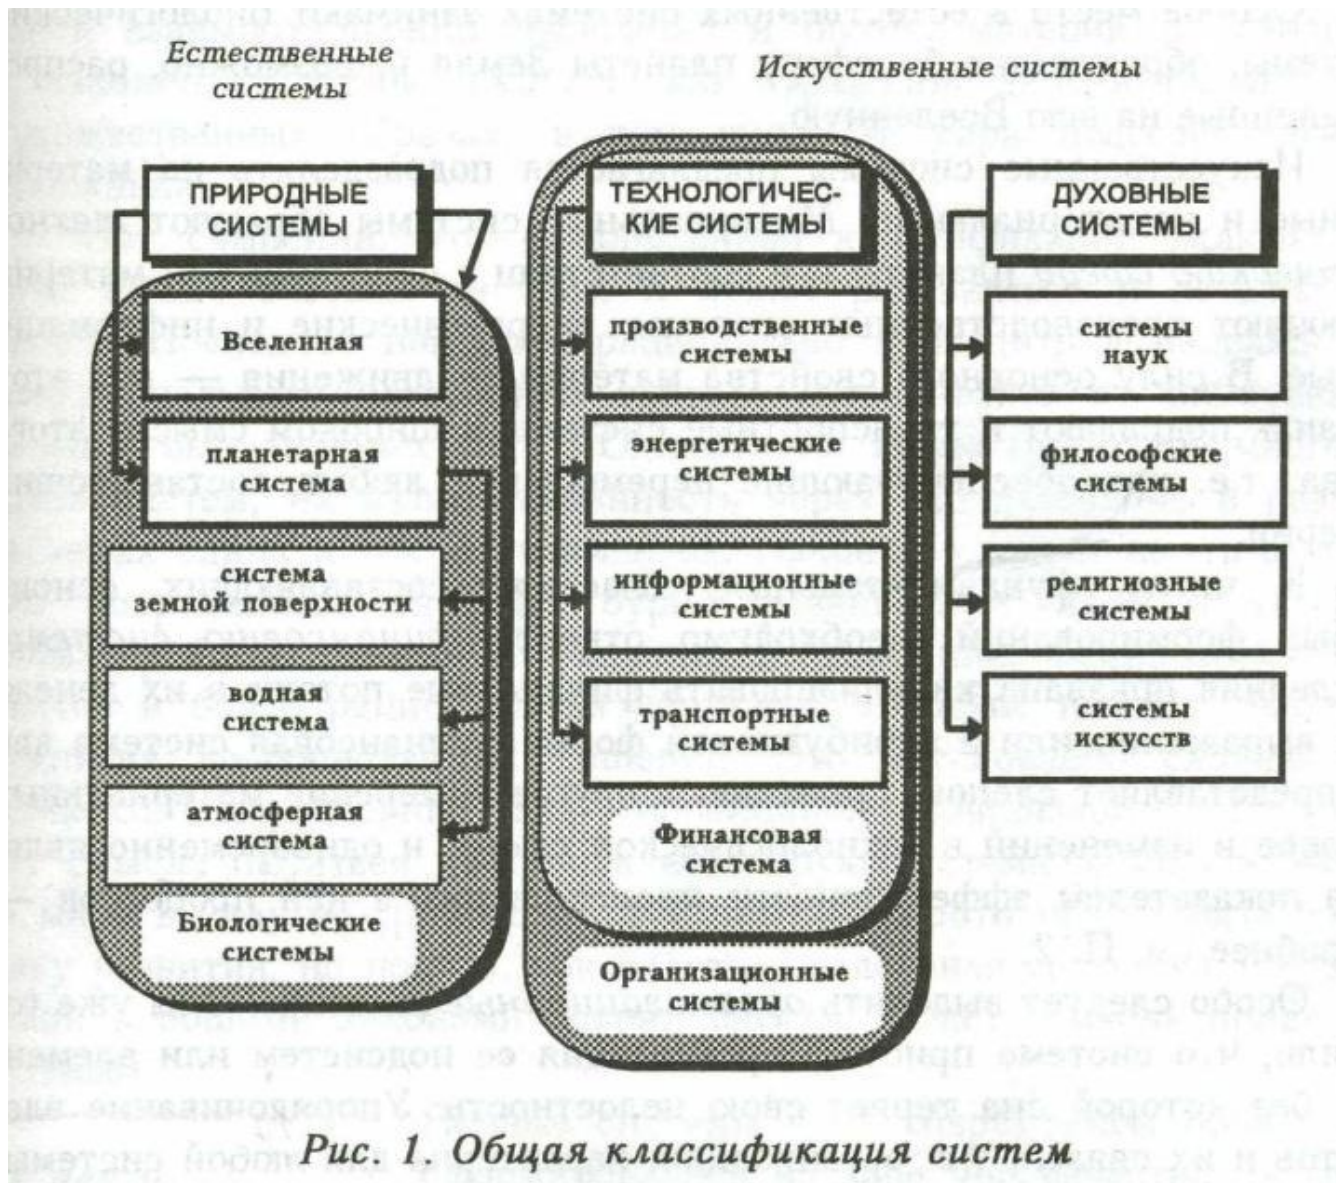 Естественные
системы
Искусственные системы
ПРИРОДНЫЕ
СИСТЕМЫ
Вселенная
планетарная
система
система
земной поверхности
водная
система
атмосферная
система
Биологические
системы
ТЕХНОЛОГИЧЕС-
КИЕ СИСТЕМЫ
производственные
системы
энергетические
системы
информационные
системы
транспортные
системы
Финансовая
система
Организационные
системы
ДУХОВНЫЕ
СИСТЕМЫ
системы
наук
философские
системы
религиозные
системы
системы
искусств
Рис. 1. Общая классификация систем